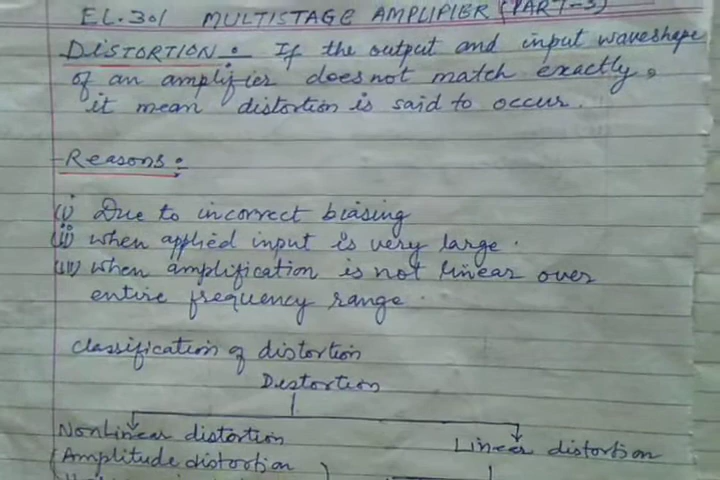 EL.301 MULTISTAGE AMPLIFIER (PART-3)
DISTORTION:- If the output and input waveshape
of an amplifier does not match exactly.
it mean distortion is said to occur.
Reasons:-
(i) Due to incorrect biasing
(ii) when applied input is very large.
(iii) when amplification is not linear over
entire frequency range.
classification of distortion
Distortion
Nonlinear distortion Linear distortion
(Amplitude distortion )